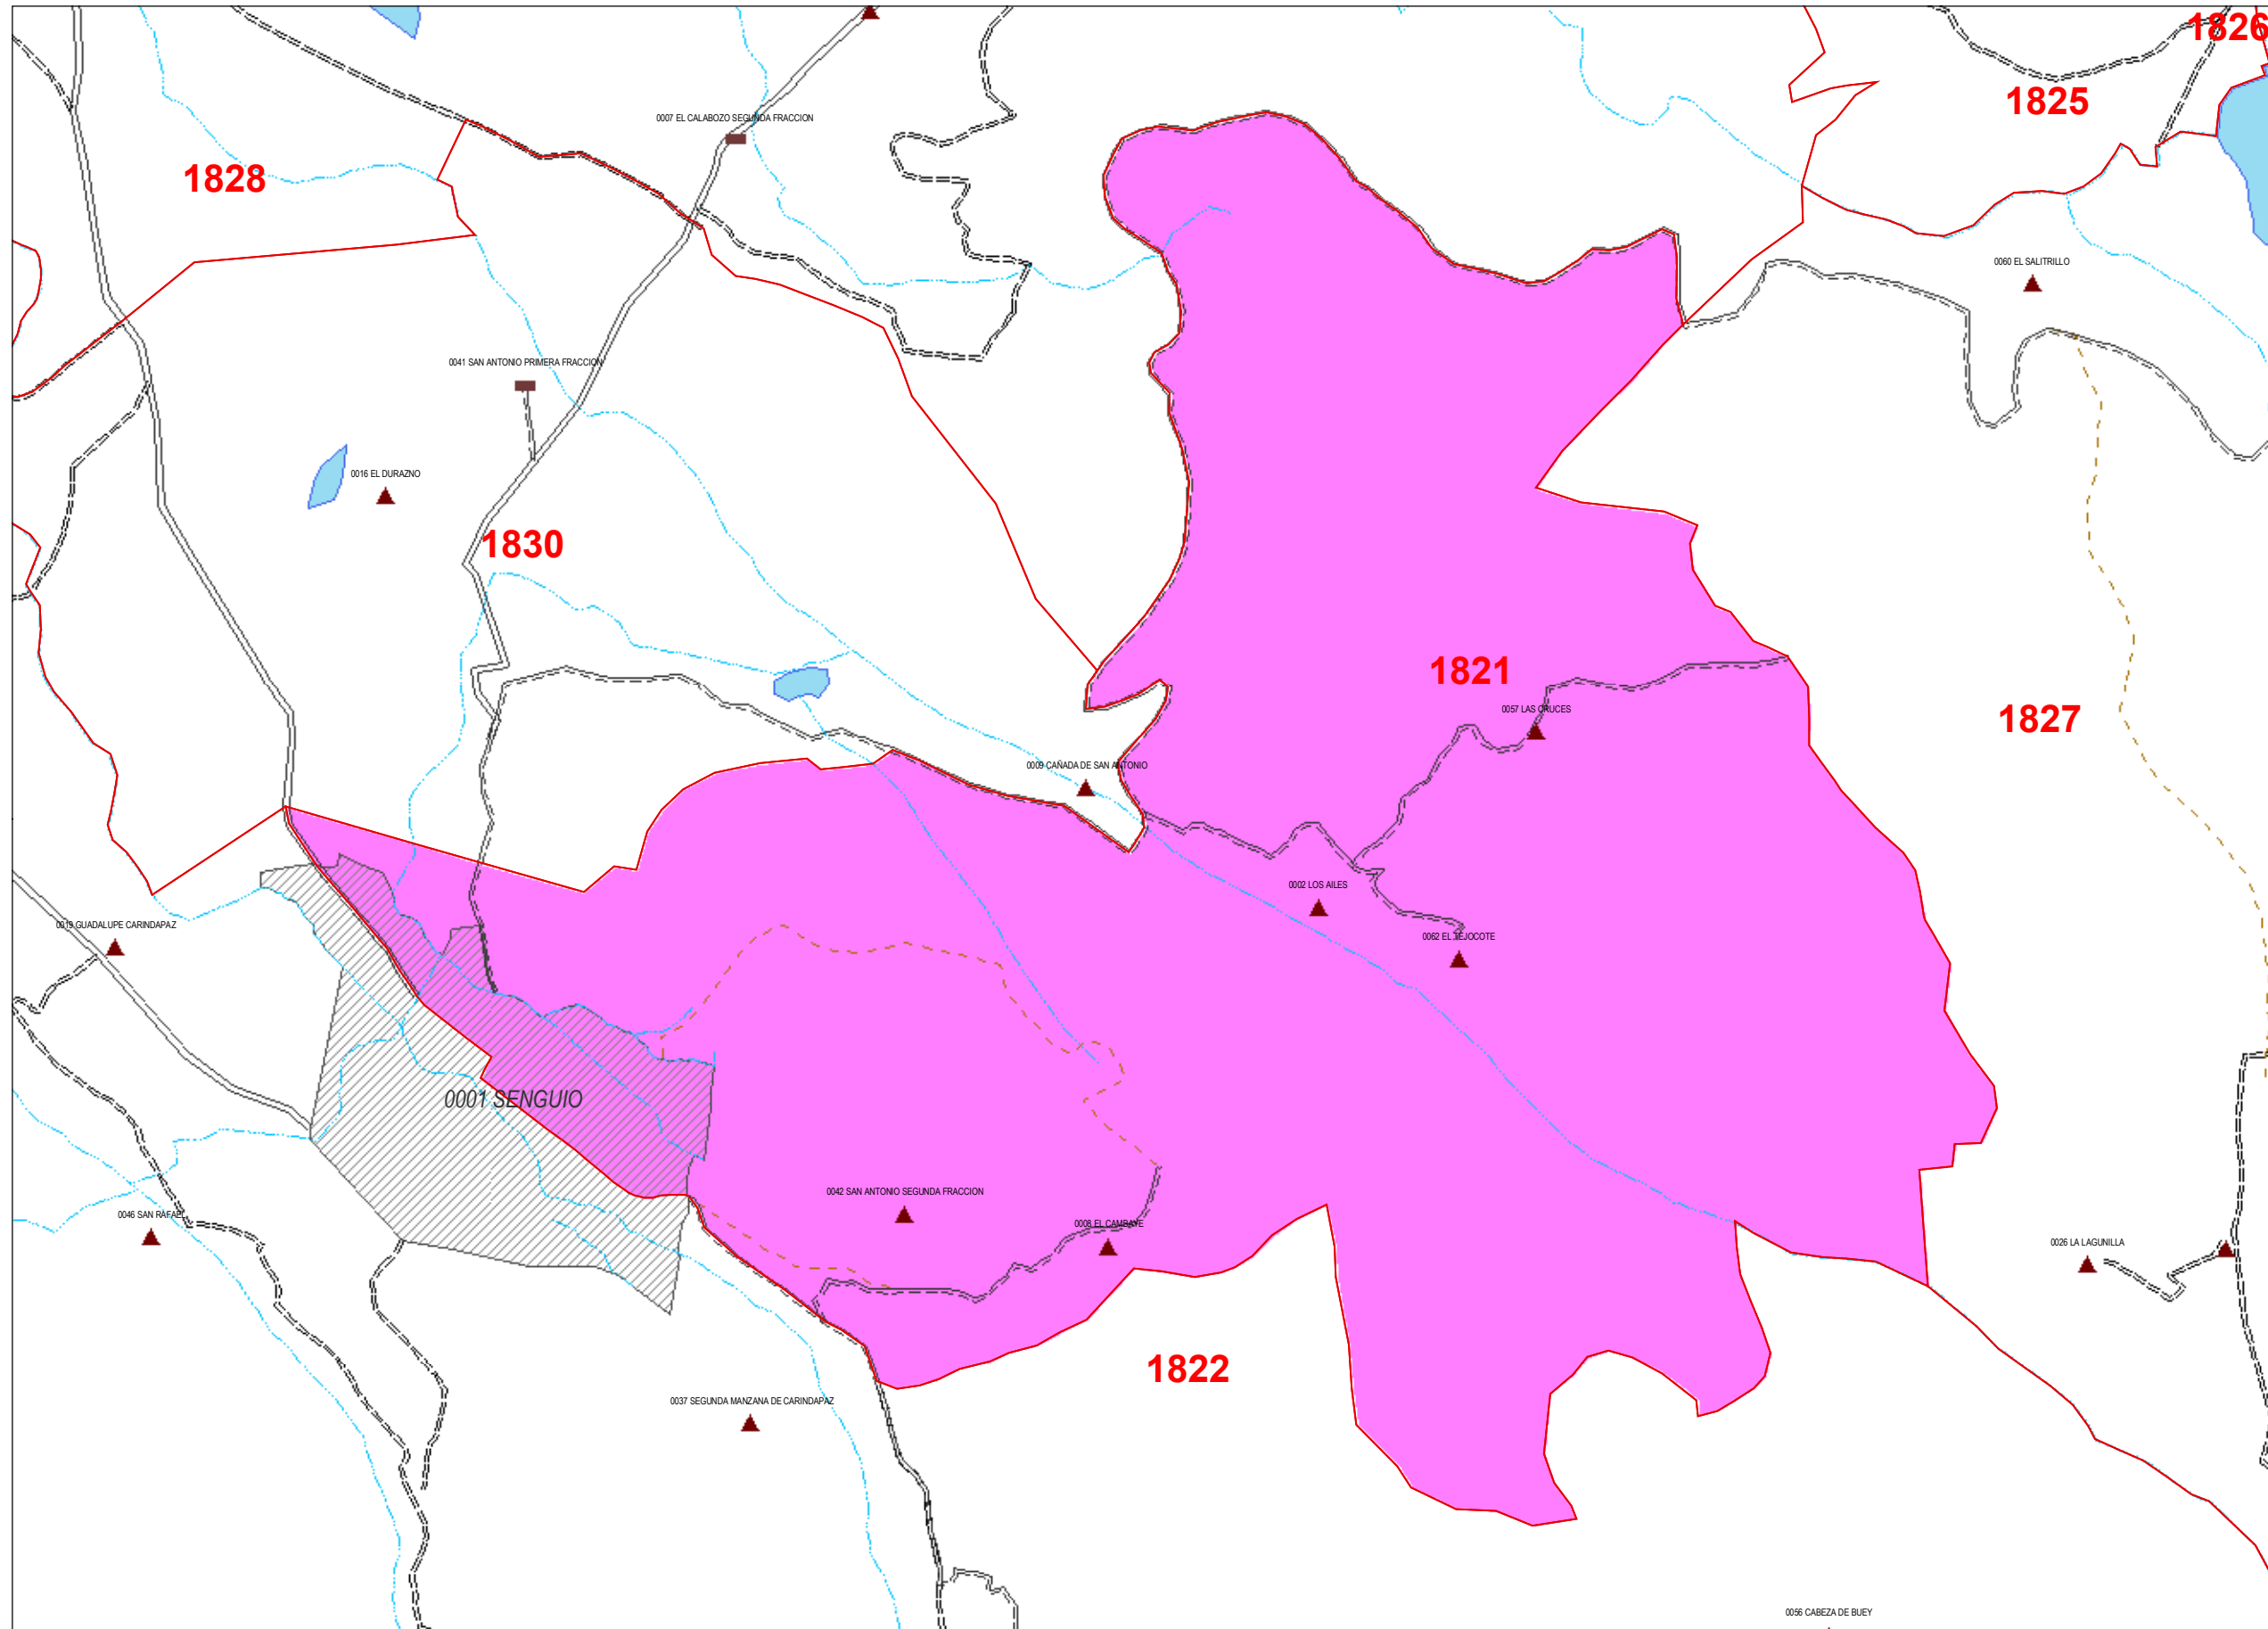 1826
1825
0007 EL CALABOZO SEGUNDA FRACCION
1828
0060 EL SALITRILLO
0041 SAN ANTONIO PRIMERA FRACCION
0016 EL DURAZNO
1830
1821
0057 LAS CRUCES
1827
0009 CAÑADA DE SAN ANTONIO
0002 LOS AILES
0019 GUADALUPE CARINDAPAZ
0062 EL TEJOCOTE
0001 SENGUIO
0042 SAN ANTONIO SEGUNDA FRACCION
0046 SAN RAFAEL
0008 EL CAMBAYE
0026 LA LAGUNILLA
1822
0037 SEGUNDA MANZANA DE CARINDAPAZ
0056 CABEZA DE BUEY